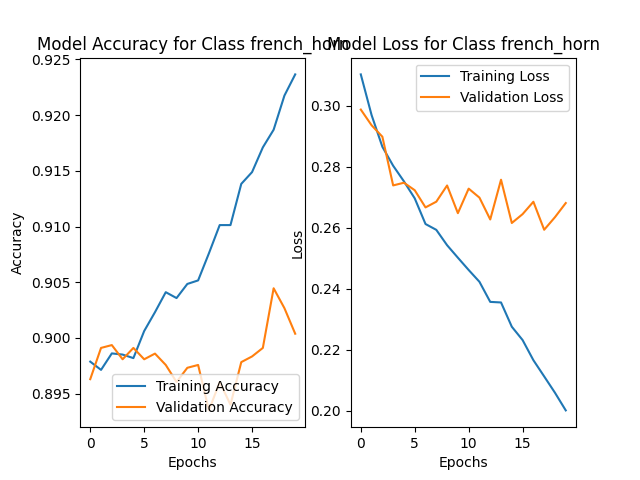 Model Accuracy for Class french_horn
0.925
0.920
0.915
0.910
0.905
0.900
0.895
Accuracy
Training Accuracy
Validation Accuracy
0 5 10 15
Epochs
Model Loss for Class french_horn
Training Loss
Validation Loss
0.30
0.28
0.26
0.24
0.22
0.20
Loss
0 5 10 15
Epochs